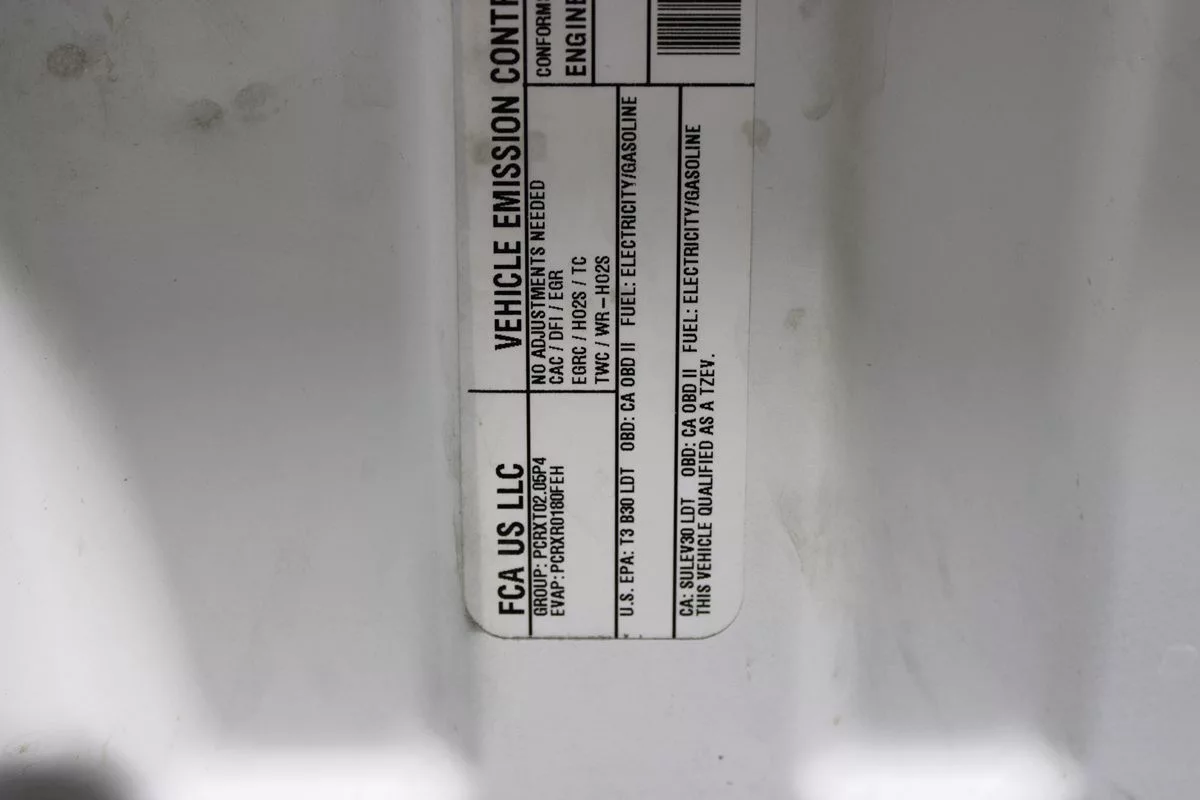 FCA US LLC
VEHICLE EMISSION
GROUP: PCRXT02.05P4
EVAP: PCRXR0180FEH
NO ADJUSTMENTS NEEDED
CAC / DFI / EGR
EGRC / HO2S / TC
TWC / WR-HO2S
ENGINE
U.S. EPA: T3 B30 LDT OBD: CA OBD II FUEL: ELECTRICITY/GASOLINE
CA: SULEV30 LDT OBD: CA OBD II FUEL: ELECTRICITY/GASOLINE
THIS VEHICLE QUALIFIED AS A TZEV.